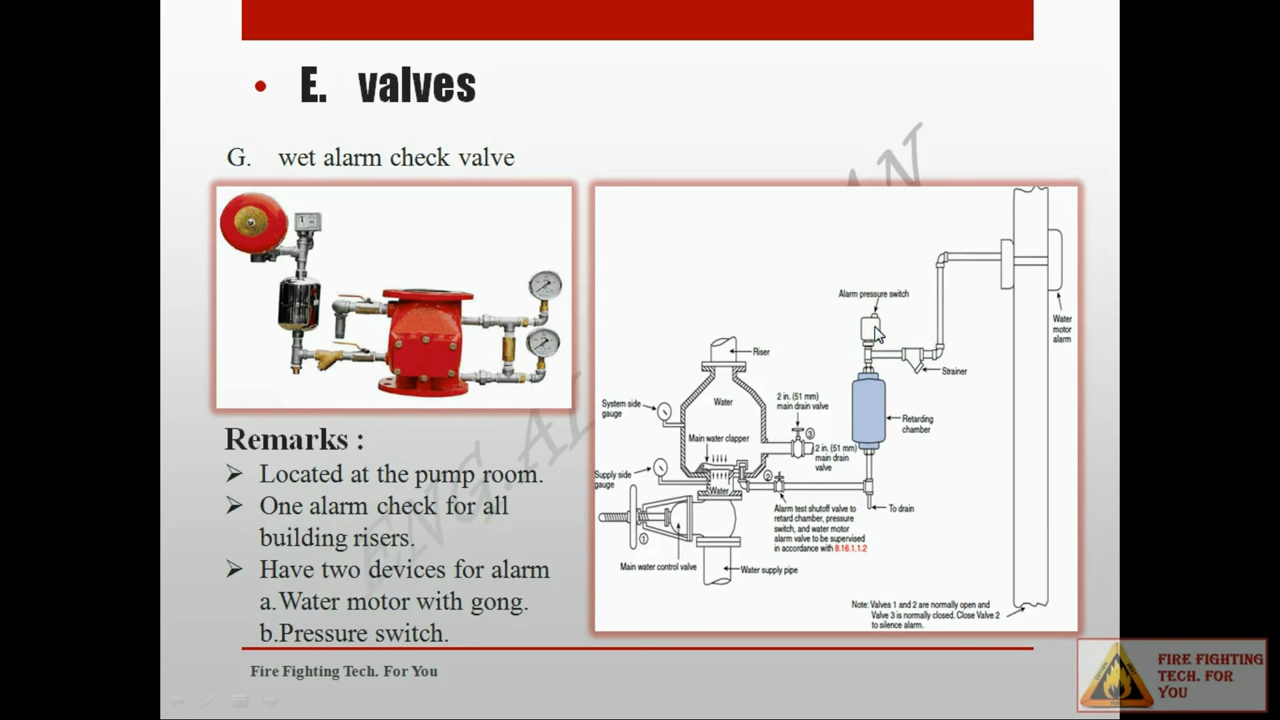 • E. valves
G. wet alarm check valve
Remarks :
➢ Located at the pump room.
➢ One alarm check for all
building risers.
➢ Have two devices for alarm
a.Water motor with gong.
b.Pressure switch.
Alarm pressure switch
Water
motor
alarm
Strainer
Riser
Water
2 in. (51 mm)
main drain valve
System side
gauge
Retarding
chamber
Main water clapper
3
2 in. (51 mm)
main drain
valve
Supply side
gauge
2
Water
To drain
Alarm test shutoff valve to
retard chamber, pressure
switch, and water motor
alarm valve to be supervised
in accordance with 8.16.1.1.2
1
Main water control valve
Water supply pipe
Note: Valves 1 and 2 are normally open and
Valve 3 is normally closed. Close Valve 2
to silence alarm.
Fire Fighting Tech. For You
FIRE FIGHTING
TECH. FOR
YOU